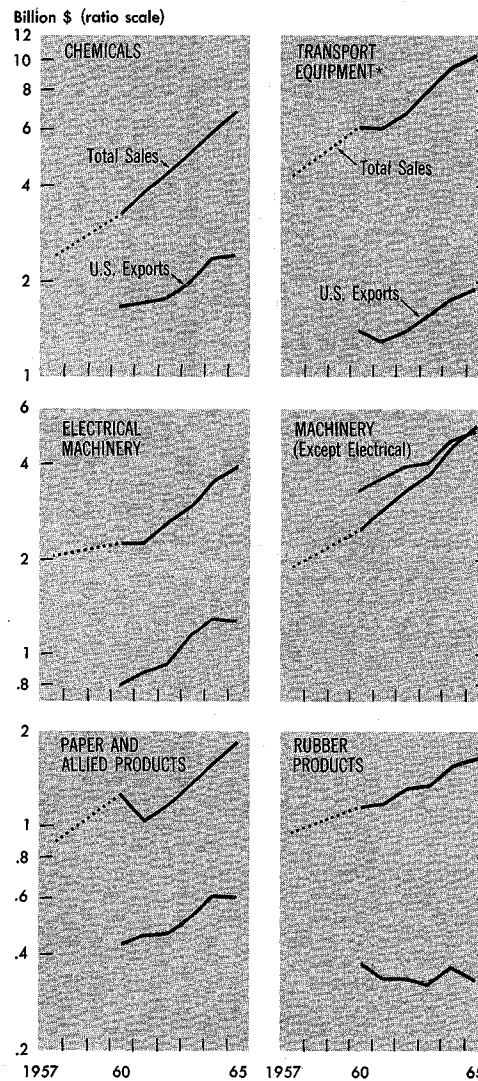 Billion $ (ratio scale)
12
10
8
6
4
2
1
CHEMICALS
Total Sales
U.S. Exports
TRANSPORT
EQUIPMENT*
Total Sales
U.S. Exports
6
4
2
1
.8
ELECTRICAL
MACHINERY
MACHINERY
(Except Electrical)
2
1
.8
.6
.4
.2
PAPER AND
ALLIED PRODUCTS
RUBBER
PRODUCTS
1957 60 65 1957 60 65